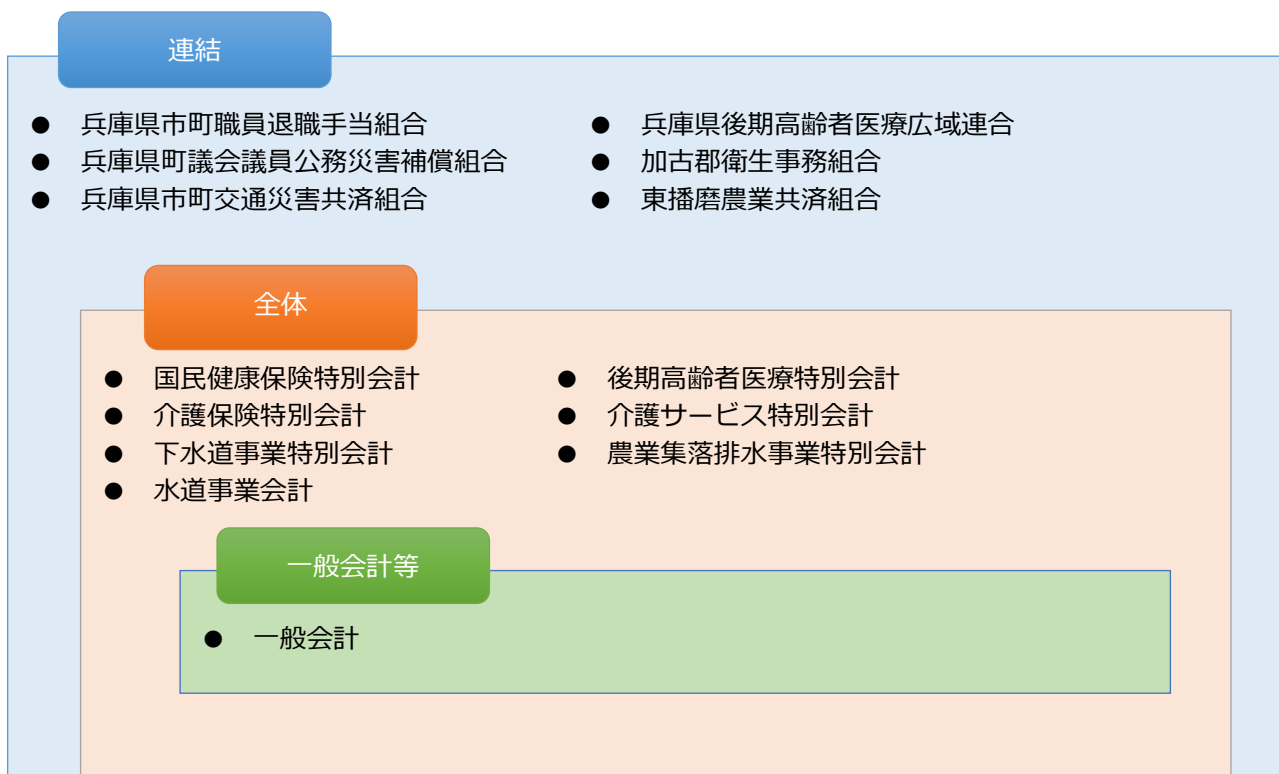 連結
● 兵庫県市町職員退職手当組合
● 兵庫県町議会議員公務災害補償組合
● 兵庫県市町交通災害共済組合
● 兵庫県後期高齢者医療広域連合
● 加古郡衛生事務組合
● 東播磨農業共済組合
全体
● 国民健康保険特別会計
● 介護保険特別会計
● 下水道事業特別会計
● 水道事業会計
● 後期高齢者医療特別会計
● 介護サービス特別会計
● 農業集落排水事業特別会計
一般会計等
● 一般会計